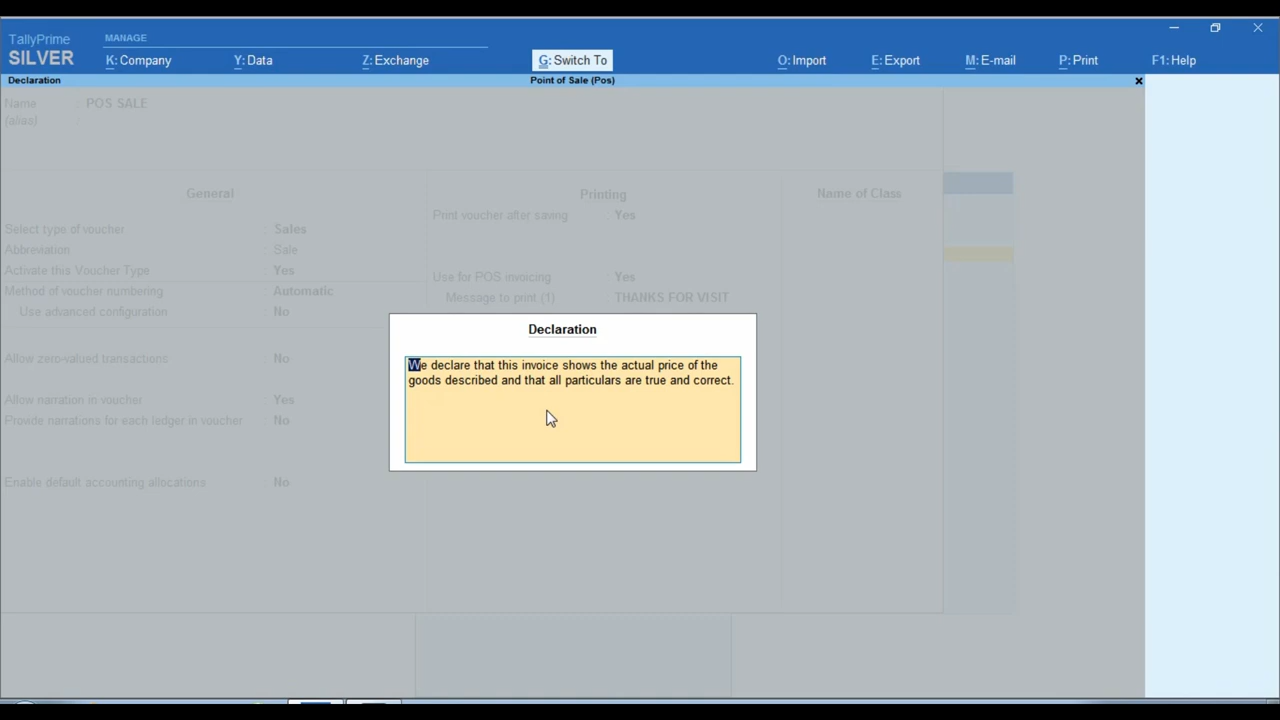 TallyPrime
SILVER
MANAGE
K: Company
Y: Data
Z: Exchange
G: Switch To
O: Import
E: Export
M: E-mail
P: Print
F1: Help
Declaration
Point of Sale (Pos)
Name : POS SALE
(alias) :
General
Select type of voucher : Sales
Abbreviation : Sale
Activate this Voucher Type : Yes
Method of voucher numbering : Automatic
Use advanced configuration : No
Allow zero-valued transactions : No
Allow narration in voucher : Yes
Provide narrations for each ledger in voucher : No
Enable default accounting allocations : No
Printing
Print voucher after saving : Yes
Use for POS invoicing : Yes
Message to print (1) : THANKS FOR VISIT
Name of Class
Declaration
We declare that this invoice shows the actual price of the
goods described and that all particulars are true and correct.